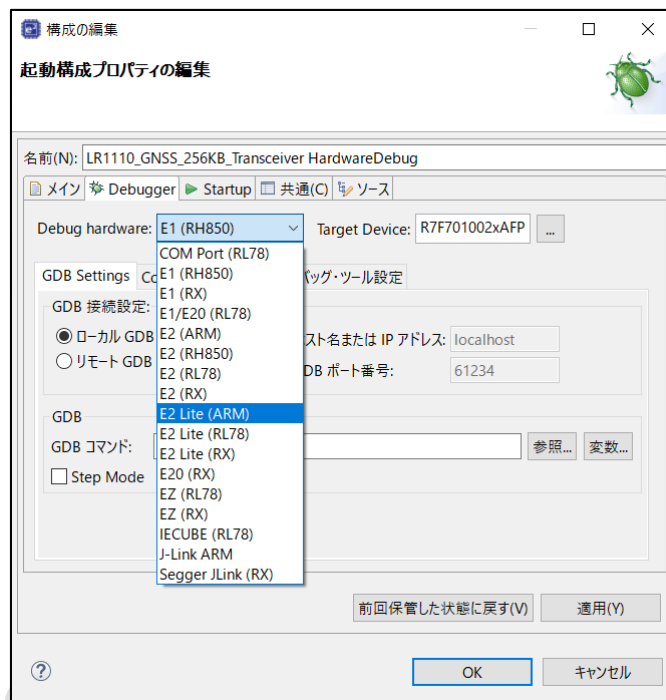 構成の編集
起動構成プロパティの編集
名前(N): LR1110_GNSS_256KB_Transceiver HardwareDebug
メイン Debugger Startup 共通(C) ソース
Debug hardware: E1 (RH850) Target Device: R7F701002xAFP ...
COM Port (RL78)
GDB Settings Co E1 (RH850) バッグ・ツール設定
E1 (RX)
GDB 接続設定: E1/E20 (RL78)
ローカル GDB E2 (ARM) スト名または IP アドレス: localhost
E2 (RH850)
リモート GDB E2 (RL78) DB ポート番号: 61234
E2 (RX)
GDB E2 Lite (ARM)
E2 Lite (RL78)
GDB コマンド: E2 Lite (RX) 参照... 変数...
Step Mode E20 (RX)
EZ (RL78)
EZ (RX)
IECUBE (RL78)
J-Link ARM
Segger JLink (RX)
前回保管した状態に戻す(V) 適用(Y)
? OK キャンセル